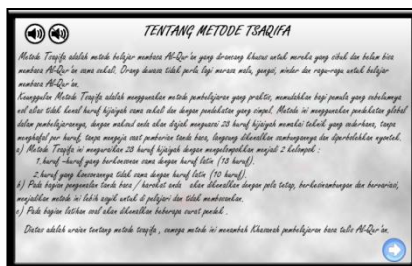 TENTANG METODE TSAQIFA
Metode Tsaqifa adalah metode belajar membaca Al-Qur'an yang dirancang khusus untuk mereka yang sibuk dan belum bisa
membaca Al-Qur'an sama sekali. Orang dewasa tidak perlu lagi merasa malu, gengsi, minder dan ragu-ragu untuk belajar
membaca Al-Qur'an.
Keunggulan Metode Tsaqifa adalah menggunakan metode pembelajaran yang praktis, memudahkan bagi pemula yang sebelumnya
nol atau tidak kenal huruf hijaiyah sama sekali dan dengan pendekatan yang simpel. Metode ini menggunakan pendekatan global
dalam pembelajarannya, dengan maksud anda akan diajak menguasai 28 huruf hijaiyah memakai teknik yang sederhana, tanpa
menghafal per huruf, tanpa mengeja saat pemberian tanda baca, langsung dikenalkan sambungannya dan diperbolehkan nyontek.
a) Metode Tsaqifa ini menguraikan 28 huruf hijaiyah dengan mengelompokkan menjadi 2 kelompok :
1. huruf -huruf yang berkonsonan sama dengan huruf latin (18 huruf).
2. huruf yang konsonannya tidak sama dengan huruf latin (10 huruf).
b) Pada bagian pengenalan tanda baca / harokat anda akan dikenalkan dengan pola tetap, berkesinambungan dan bervariasi,
menjadikan metode ini lebih asyik untuk di pelajari dan tidak membosankan.
c) Pada bagian latihan soal akan dikenalkan beberapa surat pendek .
Diatas adalah uraian tentang metode tsaqifa , semoga metode ini menambah Khasanah pembelajaran baca tulis Al-Qur'an.